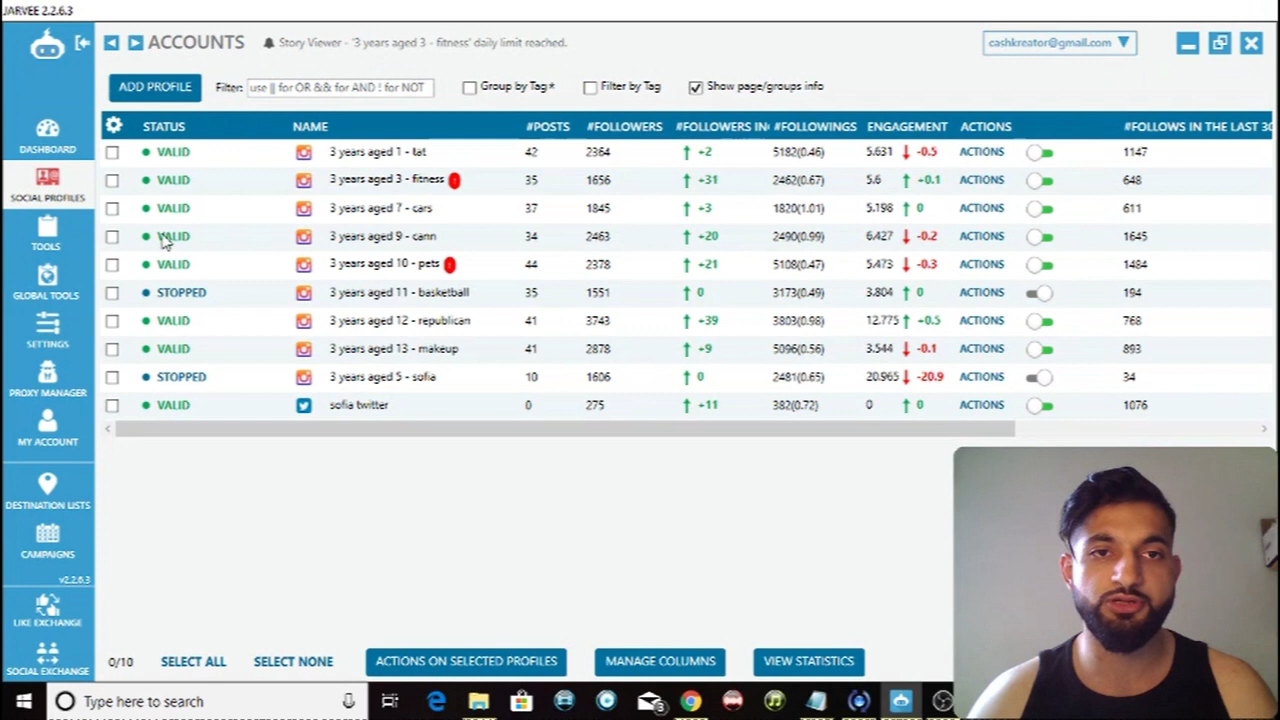 JARVEE 2.2.6.3
ACCOUNTS Story Viewer - '3 years aged 3 - fitness' daily limit reached. cashkreator@gmail.com
ADD PROFILE Filter: use || for OR && for AND ! for NOT Group by Tag* Filter by Tag Show page/groups info
STATUS NAME #POSTS #FOLLOWERS #FOLLOWERS IN #FOLLOWINGS ENGAGEMENT ACTIONS #FOLLOWS IN THE LAST 30
VALID 3 years aged 1 - tat 42 2364 +2 5182(0.46) 5.631 -0.5 ACTIONS 1147
VALID 3 years aged 3 - fitness 35 1656 +31 2462(0.67) 5.6 +0.1 ACTIONS 648
VALID 3 years aged 7 - cars 37 1845 +3 1820(1.01) 5.198 0 ACTIONS 611
VALID 3 years aged 9 - cann 34 2463 +20 2490(0.99) 6.427 -0.2 ACTIONS 1645
VALID 3 years aged 10 - pets 44 2378 +21 5108(0.47) 5.473 -0.3 ACTIONS 1484
STOPPED 3 years aged 11 - basketball 35 1551 0 3173(0.49) 3.804 0 ACTIONS 194
VALID 3 years aged 12 - republican 41 3743 +39 3803(0.98) 12.775 +0.5 ACTIONS 768
VALID 3 years aged 13 - makeup 41 2878 +9 5096(0.56) 3.544 -0.1 ACTIONS 893
STOPPED 3 years aged 5 - sofia 10 1606 0 2481(0.65) 20.965 -20.9 ACTIONS 34
VALID sofia twitter 0 275 +11 382(0.72) 0 0 ACTIONS 1076
DASHBOARD
SOCIAL PROFILES
TOOLS
GLOBAL TOOLS
SETTINGS
PROXY MANAGER
MY ACCOUNT
DESTINATION LISTS
CAMPAIGNS
v2.2.6.3
LIKE EXCHANGE
SOCIAL EXCHANGE
0/10 SELECT ALL SELECT NONE ACTIONS ON SELECTED PROFILES MANAGE COLUMNS VIEW STATISTICS
Type here to search
3